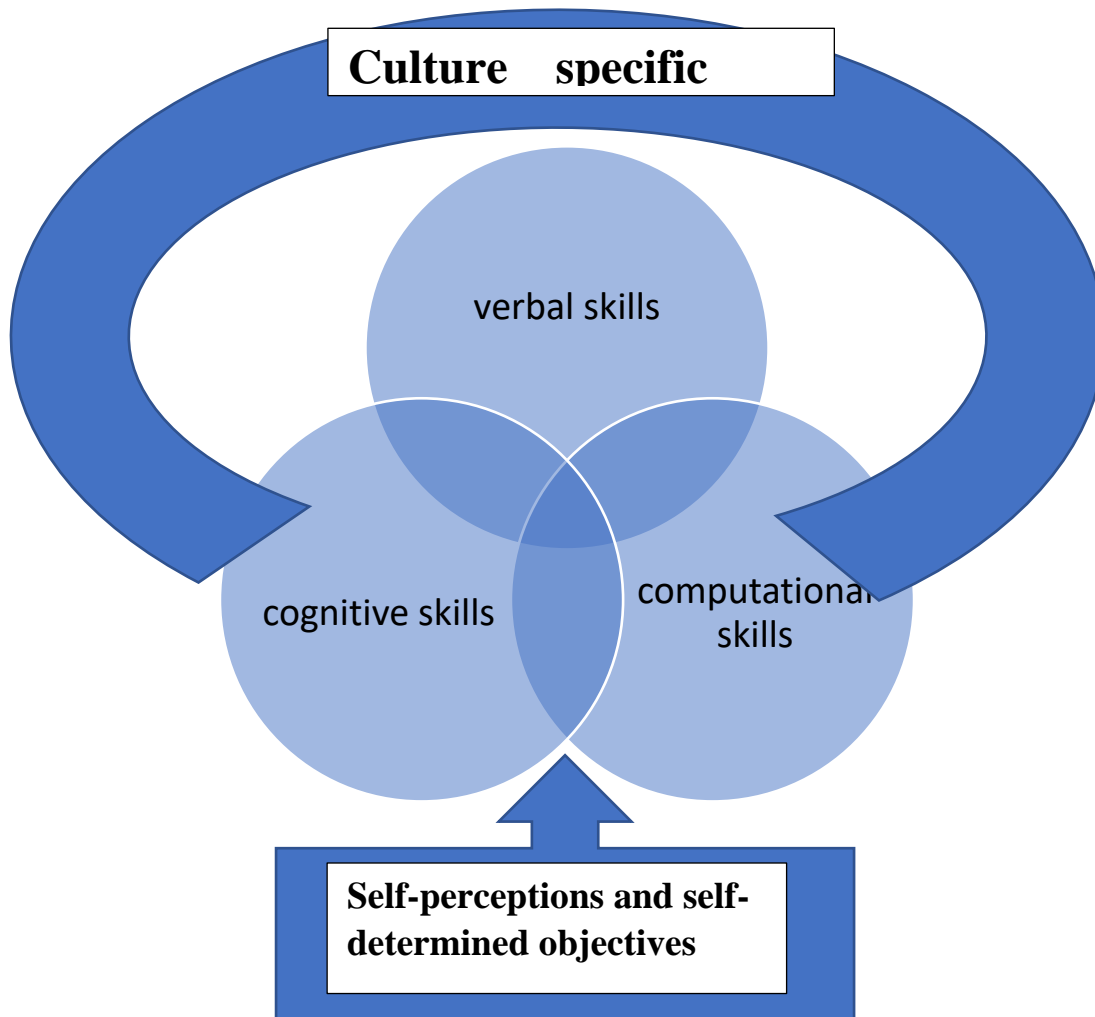 Culture specific
verbal skills
cognitive skills
computational
skills
Self-perceptions and self-
determined objectives